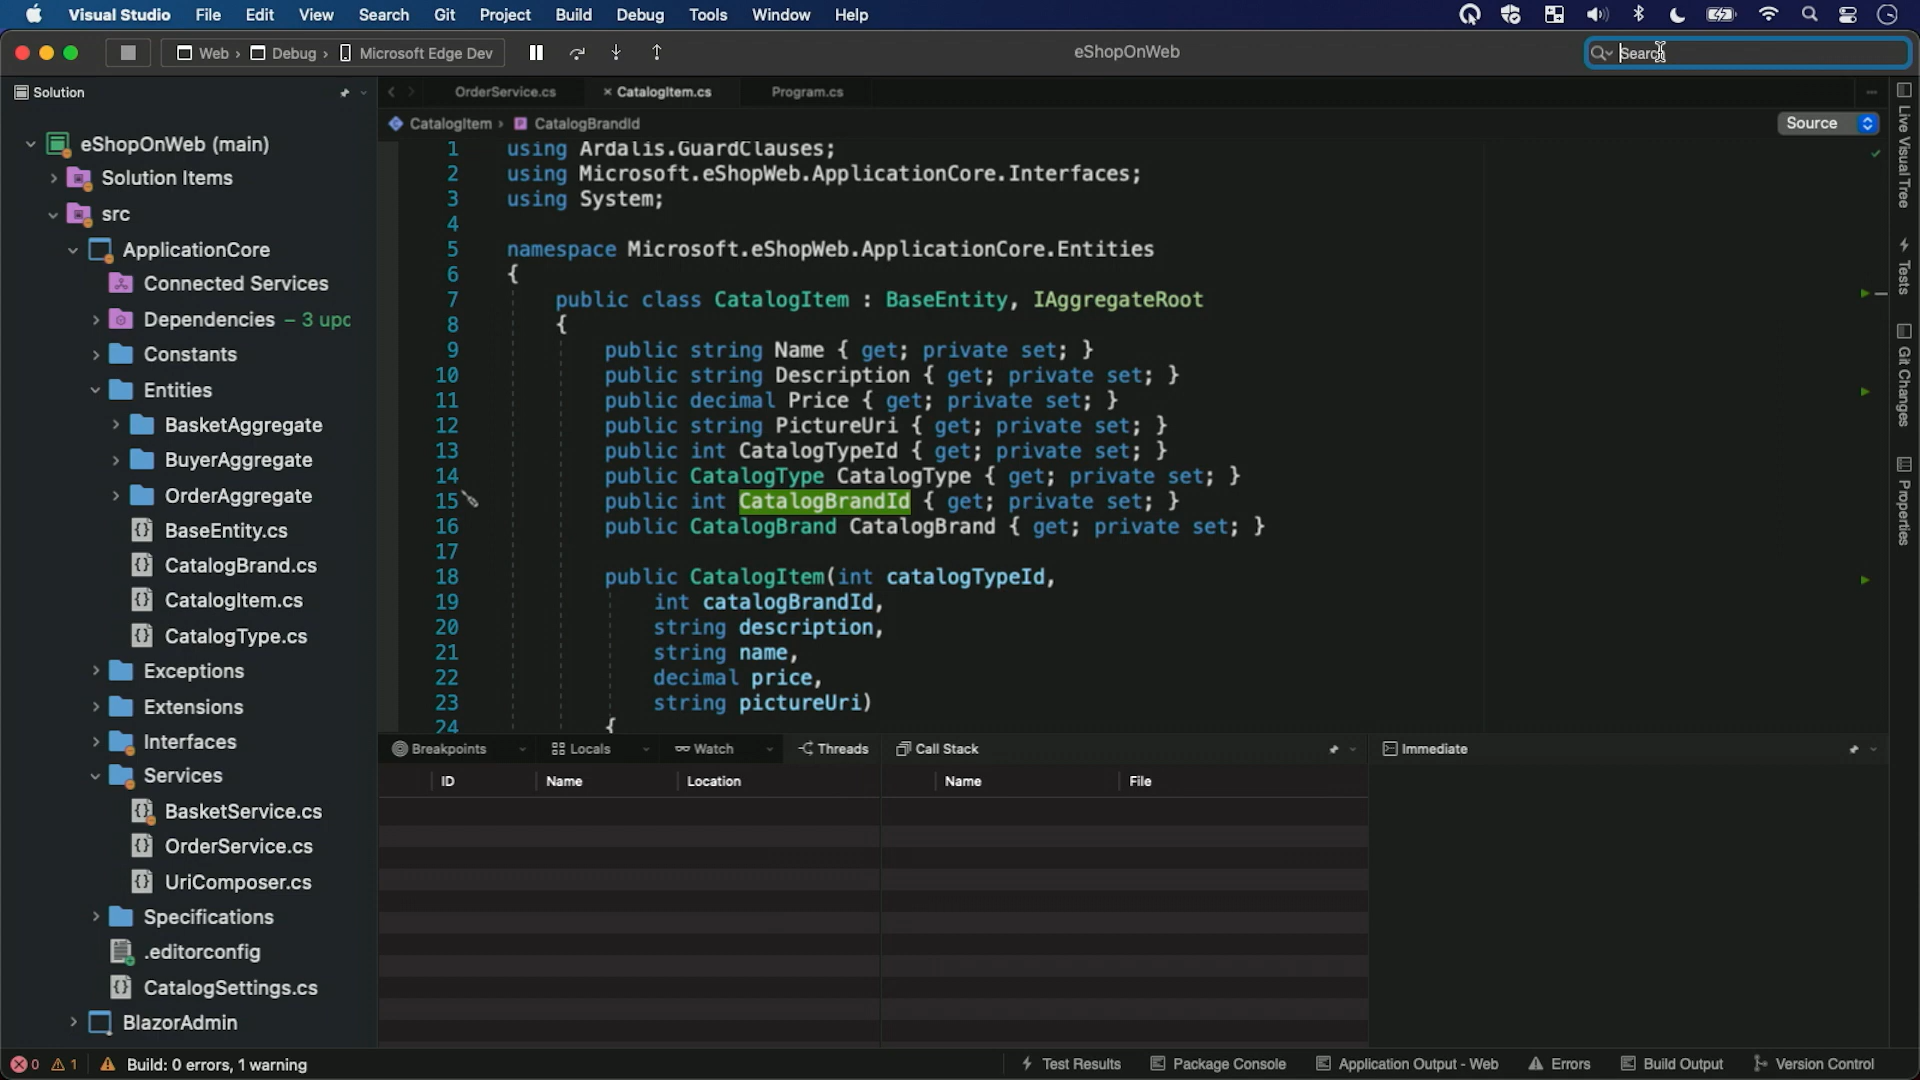 Visual Studio File Edit View Search Git Project Build Debug Tools Window Help
Web › Debug › Microsoft Edge Dev
eShopOnWeb
Search
Solution
eShopOnWeb (main)
Solution Items
src
ApplicationCore
Connected Services
Dependencies – 3 upc
Constants
Entities
BasketAggregate
BuyerAggregate
OrderAggregate
BaseEntity.cs
CatalogBrand.cs
CatalogItem.cs
CatalogType.cs
Exceptions
Extensions
Interfaces
Services
BasketService.cs
OrderService.cs
UriComposer.cs
Specifications
.editorconfig
CatalogSettings.cs
BlazorAdmin
OrderService.cs × CatalogItem.cs Program.cs
CatalogItem › CatalogBrandId
Source
1 using Ardalis.GuardClauses;
2 using Microsoft.eShopWeb.ApplicationCore.Interfaces;
3 using System;
4
5 namespace Microsoft.eShopWeb.ApplicationCore.Entities
6 {
7 public class CatalogItem : BaseEntity, IAggregateRoot
8 {
9 public string Name { get; private set; }
10 public string Description { get; private set; }
11 public decimal Price { get; private set; }
12 public string PictureUri { get; private set; }
13 public int CatalogTypeId { get; private set; }
14 public CatalogType CatalogType { get; private set; }
15 public int CatalogBrandId { get; private set; }
16 public CatalogBrand CatalogBrand { get; private set; }
17
18 public CatalogItem(int catalogTypeId,
19 int catalogBrandId,
20 string description,
21 string name,
22 decimal price,
23 string pictureUri)
24 {
Live Visual Tree
Tests
Git Changes
Properties
Breakpoints Locals Watch Threads
ID Name Location
Call Stack
Name File
Immediate
0 1 Build: 0 errors, 1 warning
Test Results Package Console Application Output - Web Errors Build Output Version Control